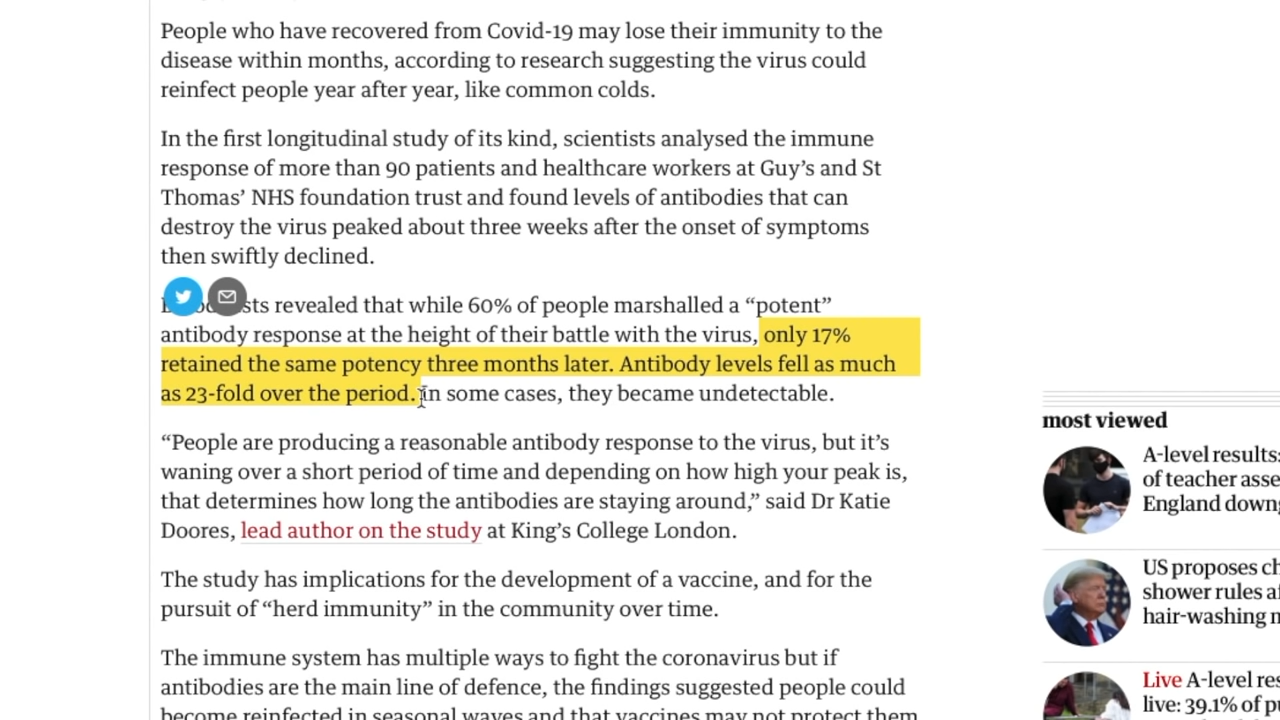 People who have recovered from Covid-19 may lose their immunity to the
disease within months, according to research suggesting the virus could
reinfect people year after year, like common colds.
In the first longitudinal study of its kind, scientists analysed the immune
response of more than 90 patients and healthcare workers at Guy’s and St
Thomas’ NHS foundation trust and found levels of antibodies that can
destroy the virus peaked about three weeks after the onset of symptoms
then swiftly declined.
revealed that while 60% of people marshalled a “potent”
antibody response at the height of their battle with the virus, only 17%
retained the same potency three months later. Antibody levels fell as much
as 23-fold over the period. In some cases, they became undetectable.
“People are producing a reasonable antibody response to the virus, but it’s
waning over a short period of time and depending on how high your peak is,
that determines how long the antibodies are staying around,” said Dr Katie
Doores, lead author on the study at King’s College London.
The study has implications for the development of a vaccine, and for the
pursuit of “herd immunity” in the community over time.
The immune system has multiple ways to fight the coronavirus but if
antibodies are the main line of defence, the findings suggested people could
become reinfected in seasonal waves and that vaccines may not protect them
most viewed
A-level results:
of teacher asse
England down
US proposes ch
shower rules a
hair-washing
Live A-level res
live: 39.1% of p